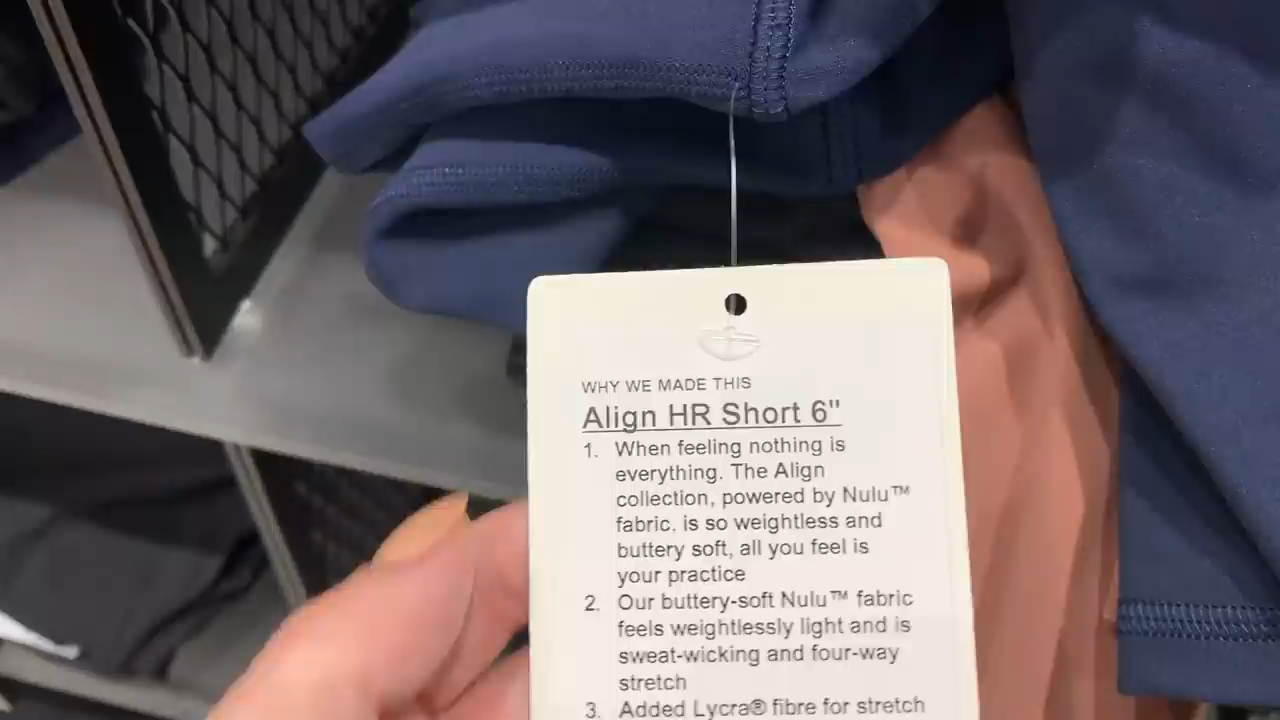 WHY WE MADE THIS
Align HR Short 6"
1. When feeling nothing is
everything. The Align
collection, powered by Nulu™
fabric, is so weightless and
buttery soft, all you feel is
your practice
2. Our buttery-soft Nulu™ fabric
feels weightlessly light and is
sweat-wicking and four-way
stretch
3. Added Lycra® fibre for stretch